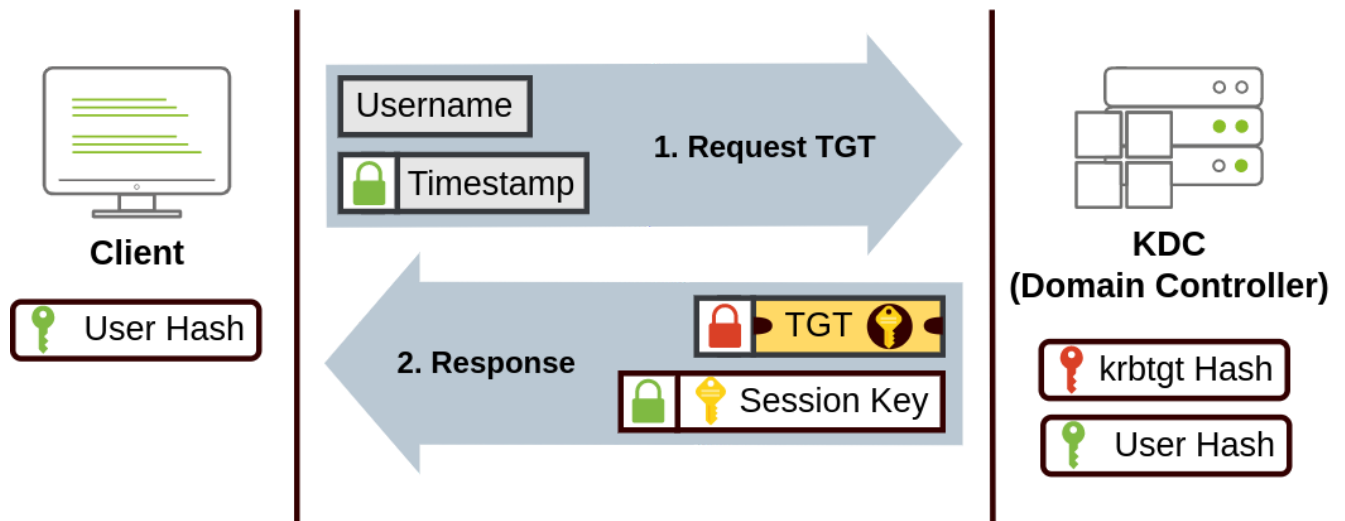 Username
1. Request TGT
Timestamp
Client
User Hash
KDC
(Domain Controller)
TGT
2. Response
Session Key
krbtgt Hash
User Hash